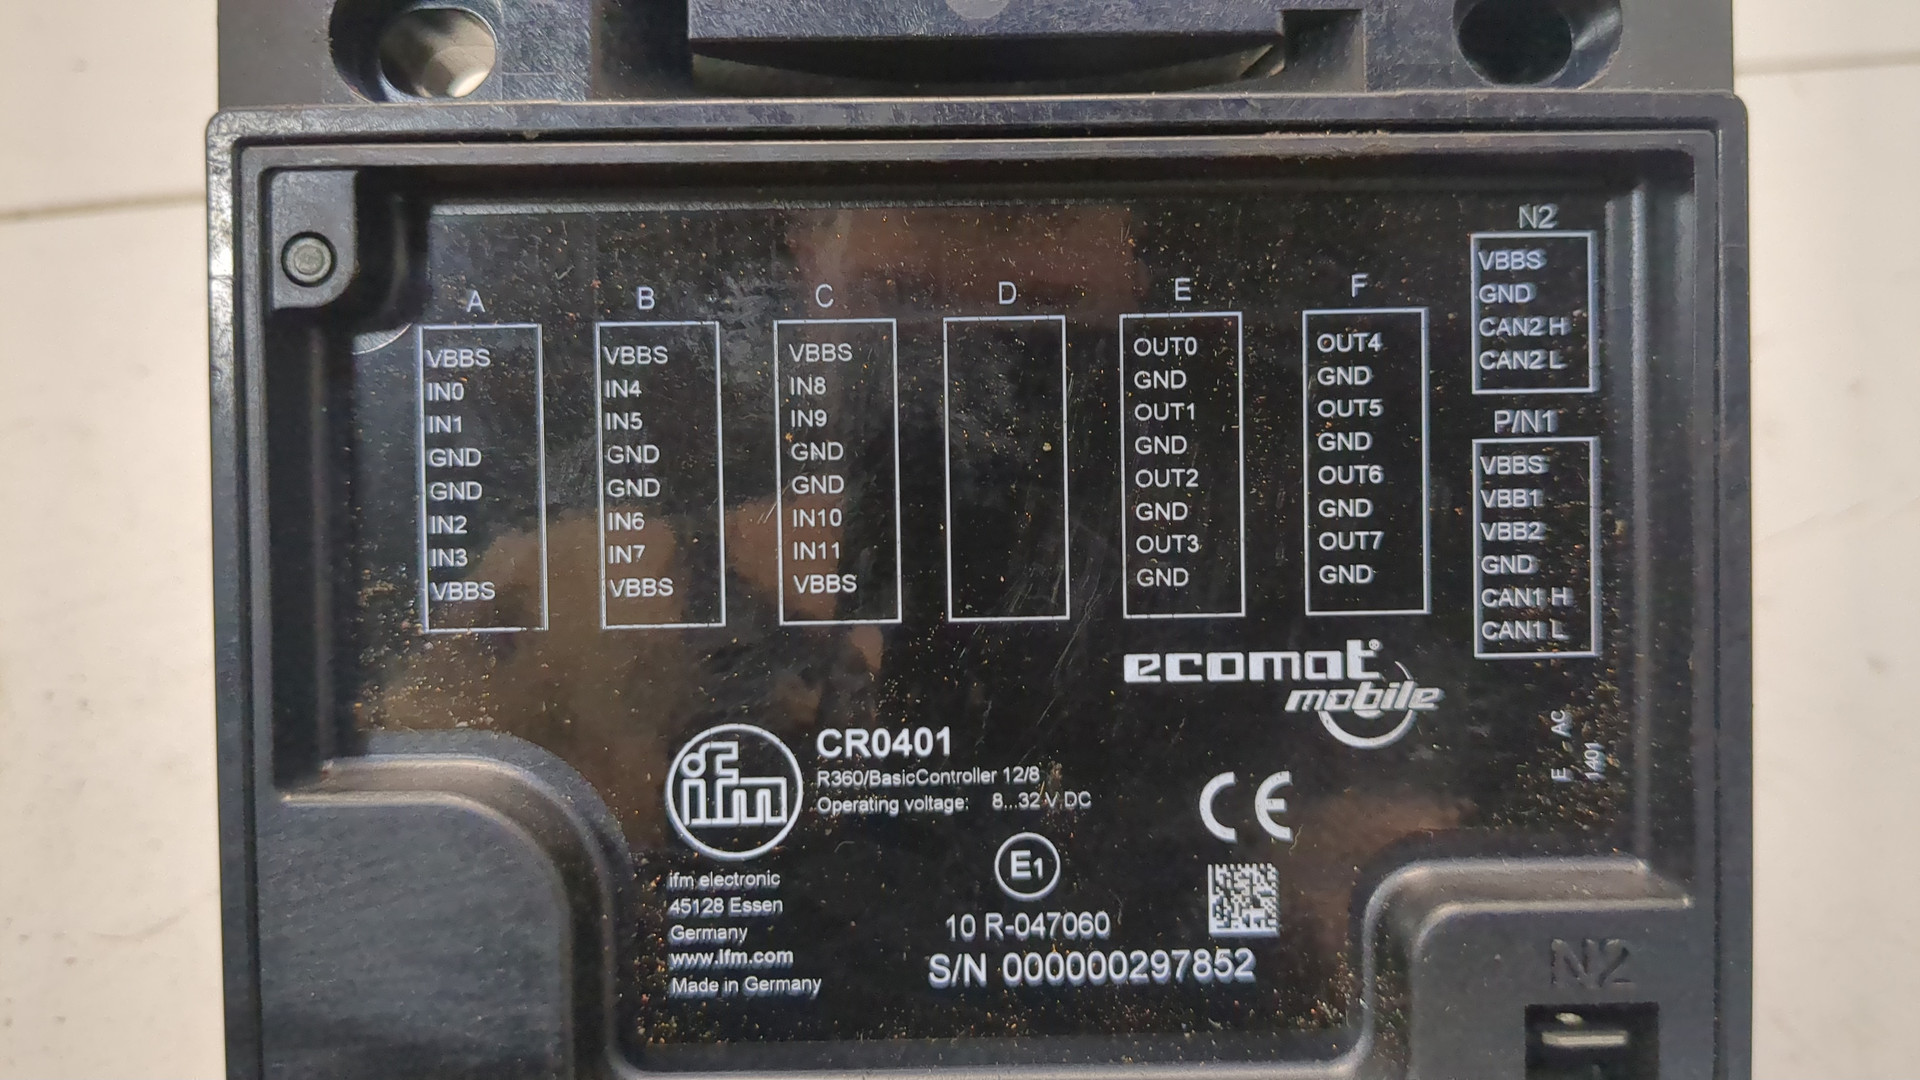 A
VBBS
IN0
IN1
GND
GND
IN2
IN3
VBBS
B
VBBS
IN4
IN5
GND
GND
IN6
IN7
VBBS
C
VBBS
IN8
IN9
GND
GND
IN10
IN11
VBBS
D
E
OUT0
GND
OUT1
GND
OUT2
GND
OUT3
GND
F
OUT4
GND
OUT5
GND
OUT6
GND
OUT7
GND
N2
VBBS
GND
CAN2 H
CAN2 L
P/N1
VBBS
VBB1
VBB2
GND
CAN1 H
CAN1 L
ecomat®
mobile
E AC
1401
ifm
CR0401
R360/BasicController 12/8
Operating voltage: 8...32 V DC
CE
E1
10 R-047060
S/N 000000297852
ifm electronic
45128 Essen
Germany
www.ifm.com
Made in Germany
N2